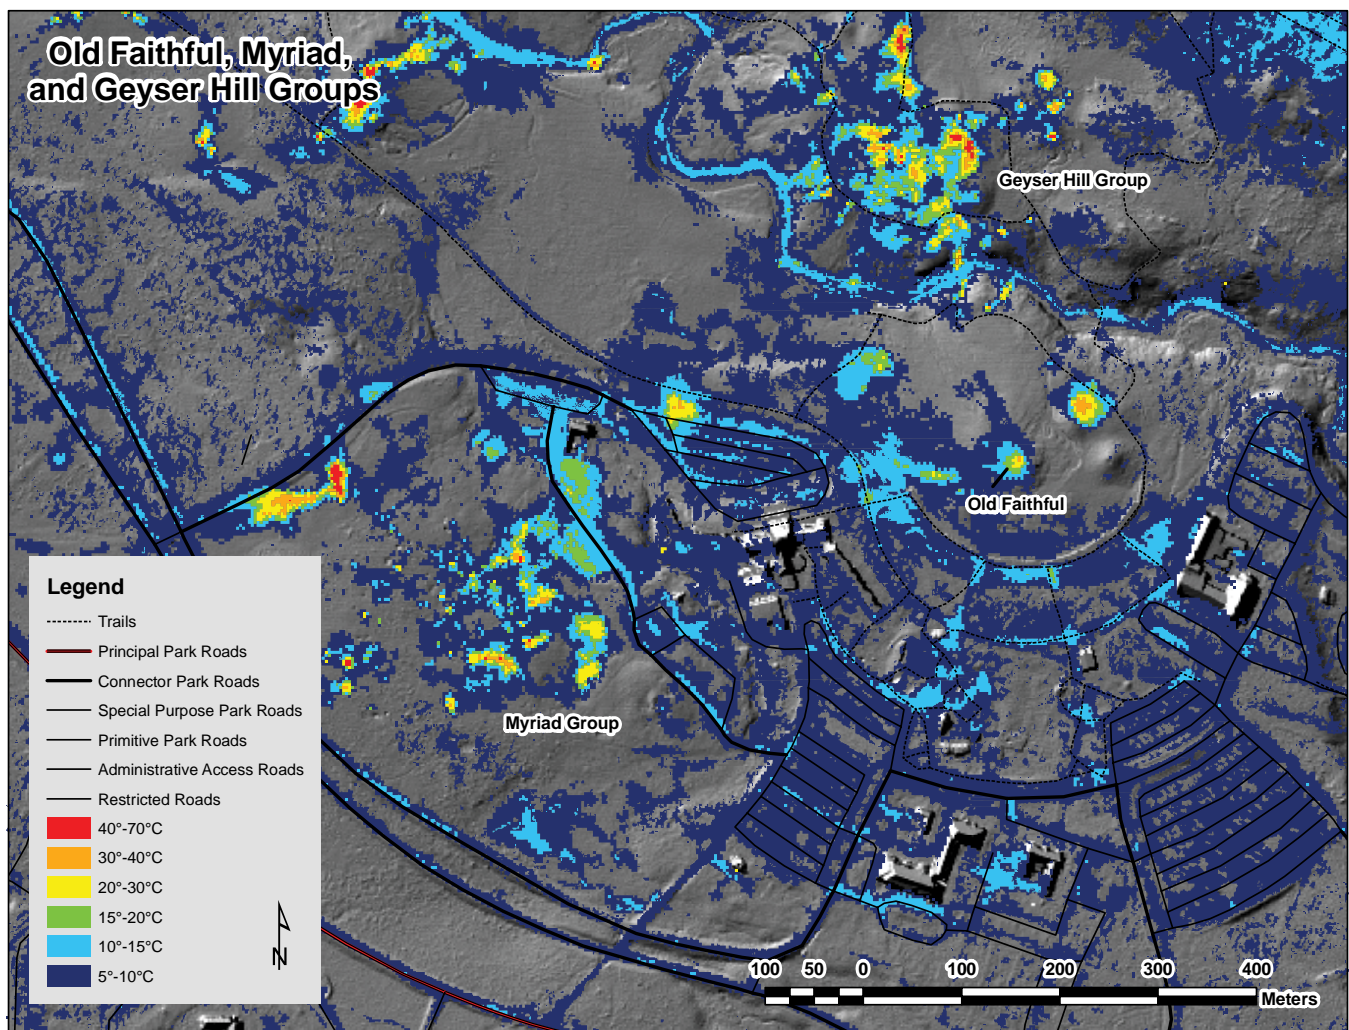 Old Faithful, Myriad,
and Geyser Hill Groups
Geyser Hill Group
Old Faithful
Myriad Group
Legend
Trails
Principal Park Roads
Connector Park Roads
Special Purpose Park Roads
Primitive Park Roads
Administrative Access Roads
Restricted Roads
40°-70°C
30°-40°C
20°-30°C
15°-20°C
10°-15°C
5°-10°C
N
100 50 0 100 200 300 400
Meters